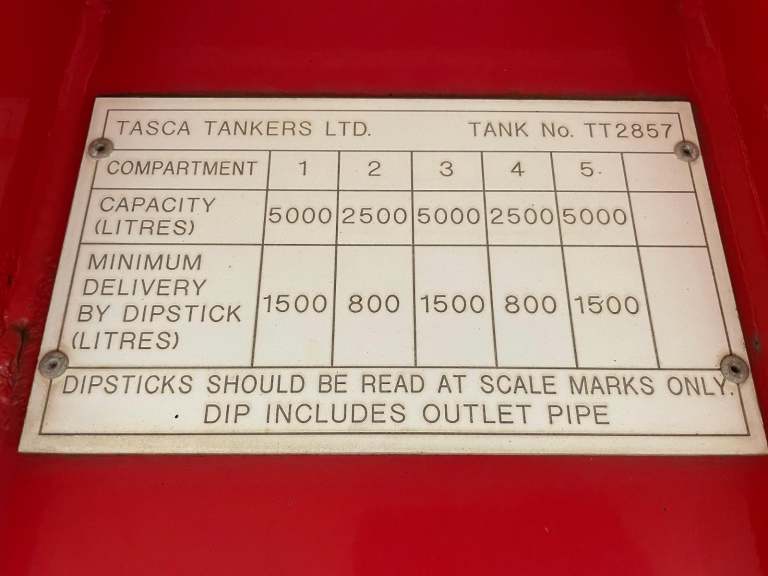 TASCA TANKERS LTD. TANK No. TT2857
COMPARTMENT 1 2 3 4 5
CAPACITY (LITRES) 5000 2500 5000 2500 5000
MINIMUM DELIVERY BY DIPSTICK (LITRES) 1500 800 1500 800 1500
DIPSTICKS SHOULD BE READ AT SCALE MARKS ONLY.
DIP INCLUDES OUTLET PIPE